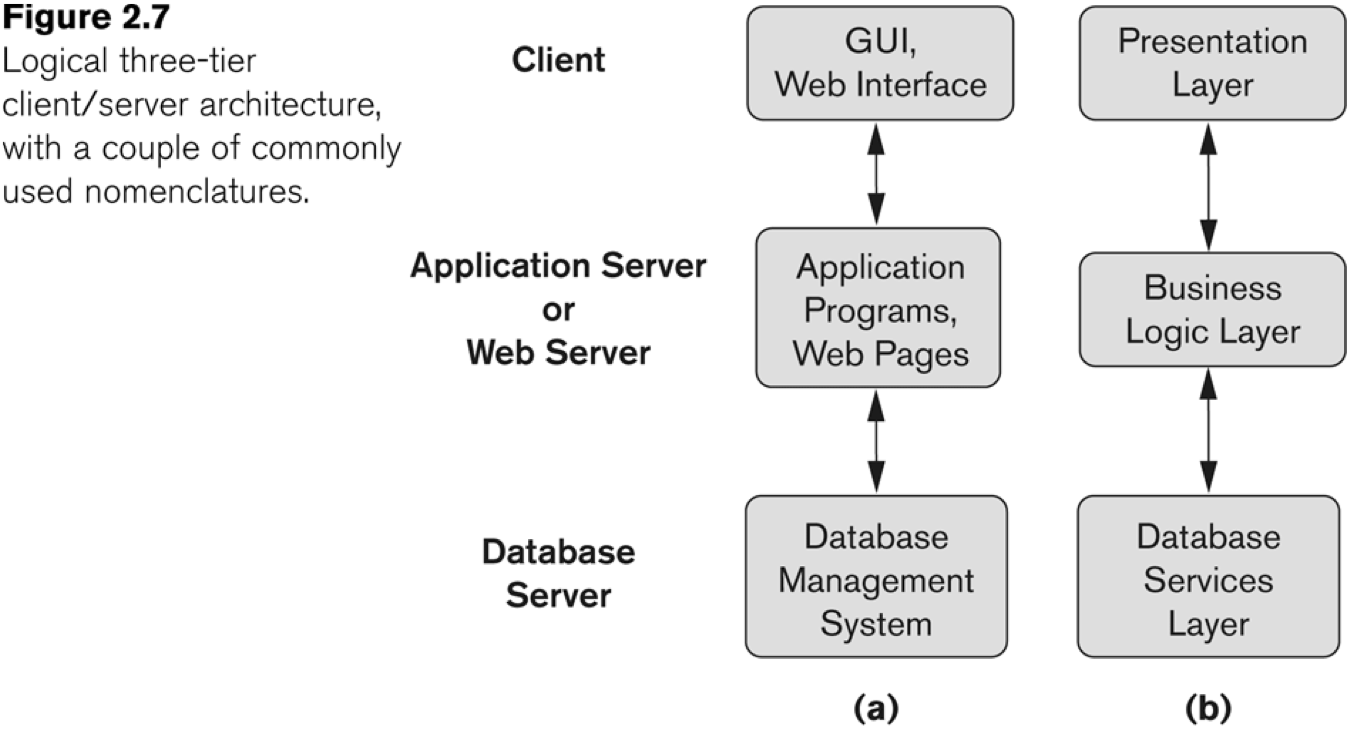 Figure 2.7
Logical three-tier
client/server architecture,
with a couple of commonly
used nomenclatures.
Client
GUI,
Web Interface
Presentation
Layer
Application Server
or
Web Server
Application
Programs,
Web Pages
Business
Logic Layer
Database
Server
Database
Management
System
Database
Services
Layer
(a)
(b)